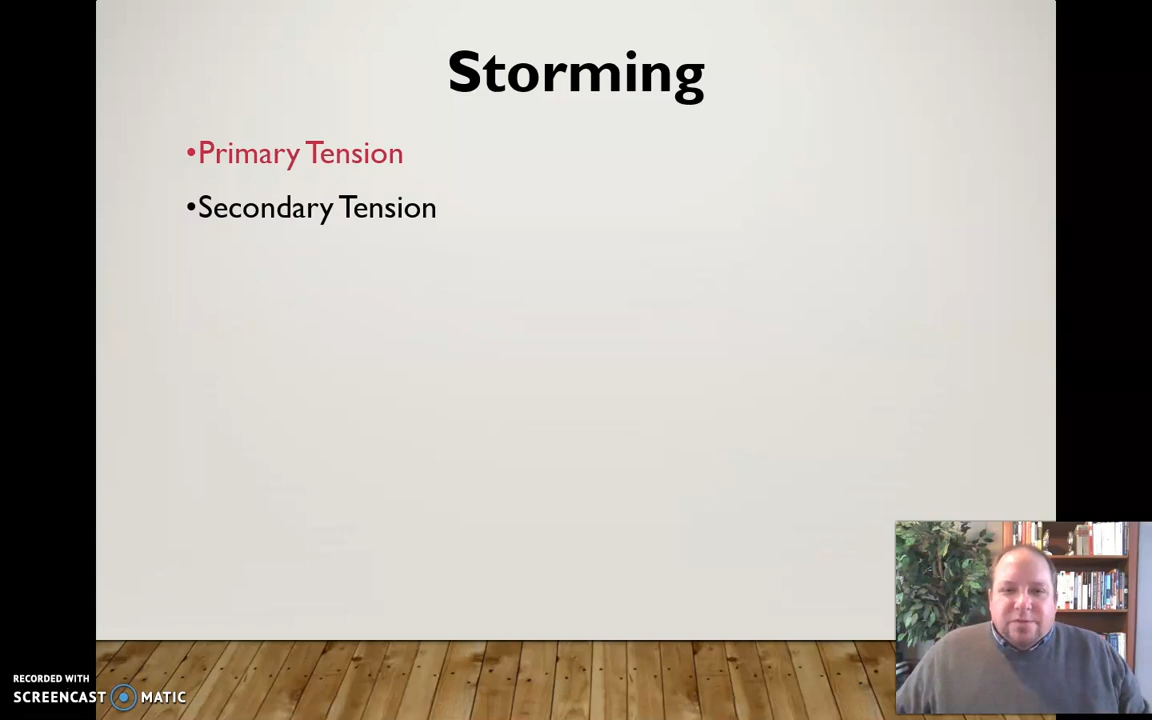 Storming
•Primary Tension
•Secondary Tension
RECORDED WITH
SCREENCAST MATIC